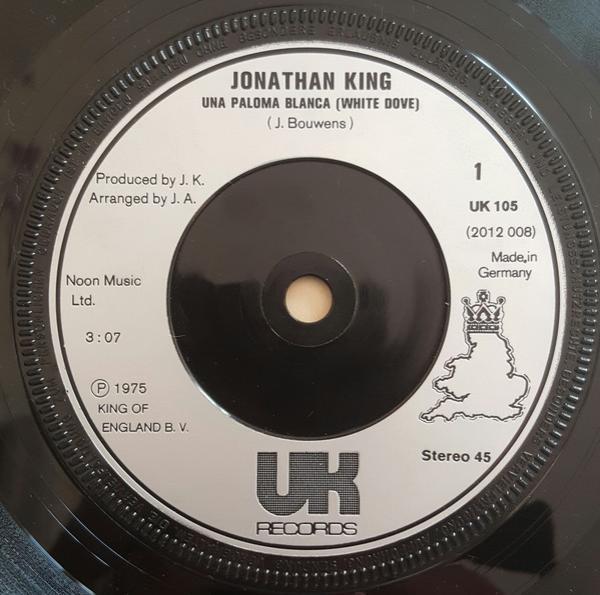 JONATHAN KING
UNA PALOMA BLANCA (WHITE DOVE)
(J. Bouwens)
Produced by J. K.
Arranged by J. A.
1
UK 105
(2012 008)
Made in
Germany
Noon Music
Ltd.
3:07
Ⓟ 1975
KING OF
ENGLAND B. V.
Stereo 45
UK
RECORDS